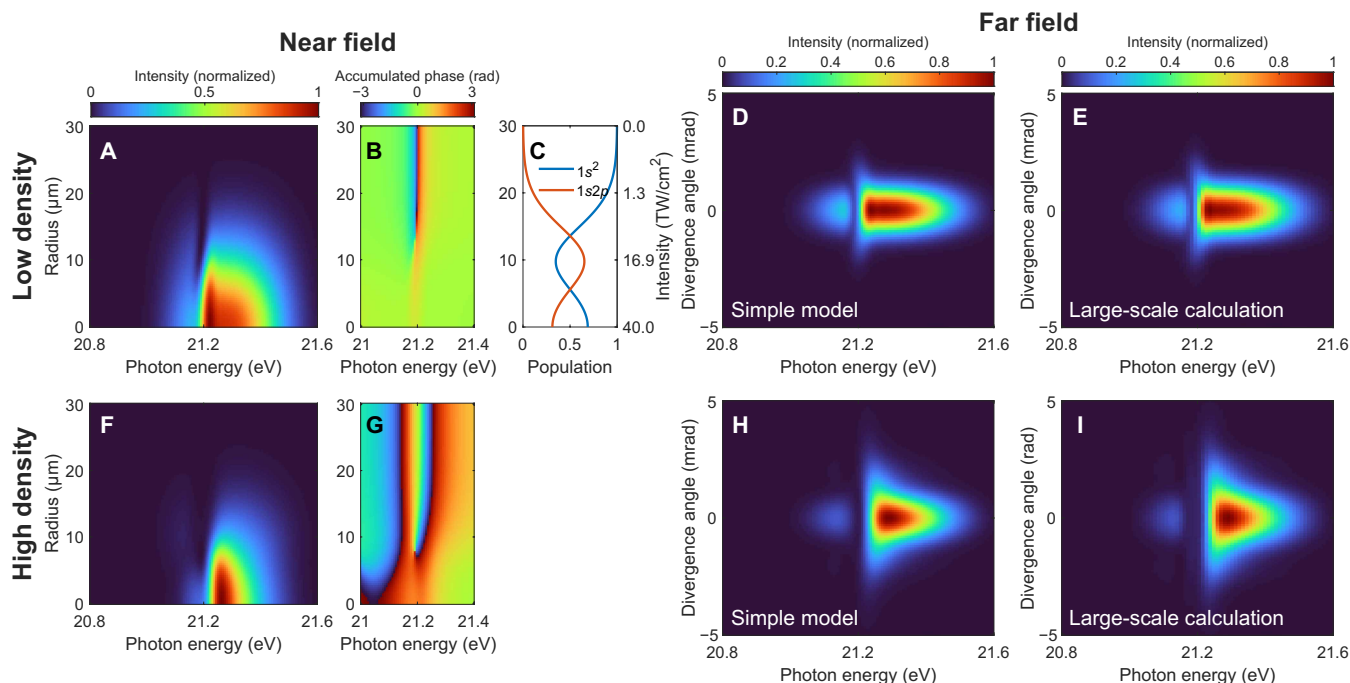 Near field
Far field
Low density
High density
Intensity (normalized)
0 0.5 1
Accumulated phase (rad)
−3 0 3
A
Radius (μm)
30
20
10
0
20.8 21.2 21.6
Photon energy (eV)
B
30
20
10
0
21 21.2 21.4
Photon energy (eV)
C
1s²
1s2p
30
20
10
0
0 0.5 1
Population
0.0
1.3
16.9
40.0
Intensity (TW/cm²)
Intensity (normalized)
0 0.2 0.4 0.6 0.8 1
D
Divergence angle (mrad)
5
0
−5
Simple model
20.8 21.2 21.6
Photon energy (eV)
Intensity (normalized)
0 0.2 0.4 0.6 0.8 1
E
Divergence angle (mrad)
5
0
−5
Large-scale calculation
20.8 21.2 21.6
Photon energy (eV)
F
Radius (μm)
30
20
10
0
20.8 21.2 21.6
Photon energy (eV)
G
30
20
10
0
21 21.2 21.4
Photon energy (eV)
H
Divergence angle (mrad)
5
0
−5
Simple model
20.8 21.2 21.6
Photon energy (eV)
I
Divergence angle (rad)
5
0
−5
Large-scale calculation
20.8 21.2 21.6
Photon energy (eV)